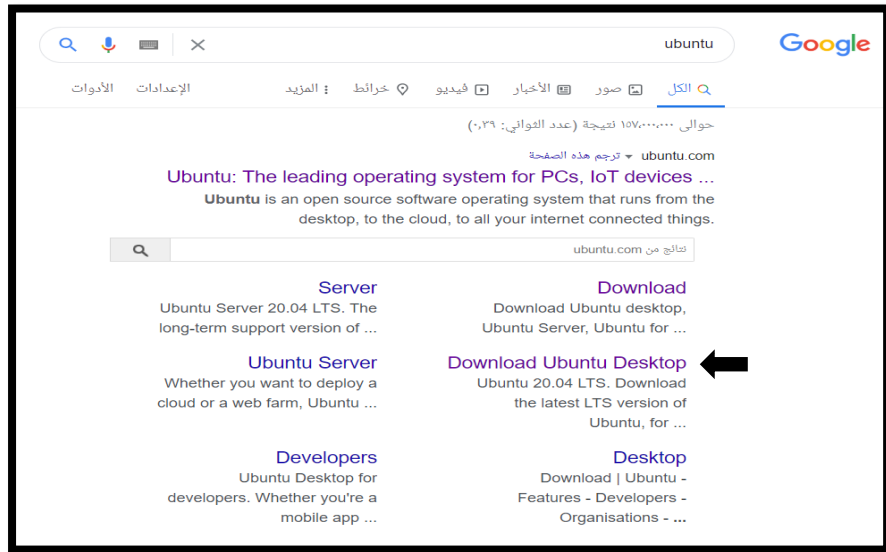 Google
ubuntu
الكل صور الأخبار فيديو خرائط المزيد الإعدادات الأدوات
حوالى ١٥٧،٠٠٠،٠٠٠ نتيجة (عدد الثواني: ٠,٣٩)
ubuntu.com ترجم هذه الصفحة
Ubuntu: The leading operating system for PCs, IoT devices ...
Ubuntu is an open source software operating system that runs from the
desktop, to the cloud, to all your internet connected things.
نتائج من ubuntu.com
Download
Download Ubuntu desktop,
Ubuntu Server, Ubuntu for ...
Server
Ubuntu Server 20.04 LTS. The
long-term support version of ...
Download Ubuntu Desktop
Ubuntu 20.04 LTS. Download
the latest LTS version of
Ubuntu, for ...
Ubuntu Server
Whether you want to deploy a
cloud or a web farm, Ubuntu ...
Desktop
Download | Ubuntu -
Features - Developers -
Organisations - ...
Developers
Ubuntu Desktop for
developers. Whether you're a
mobile app ...